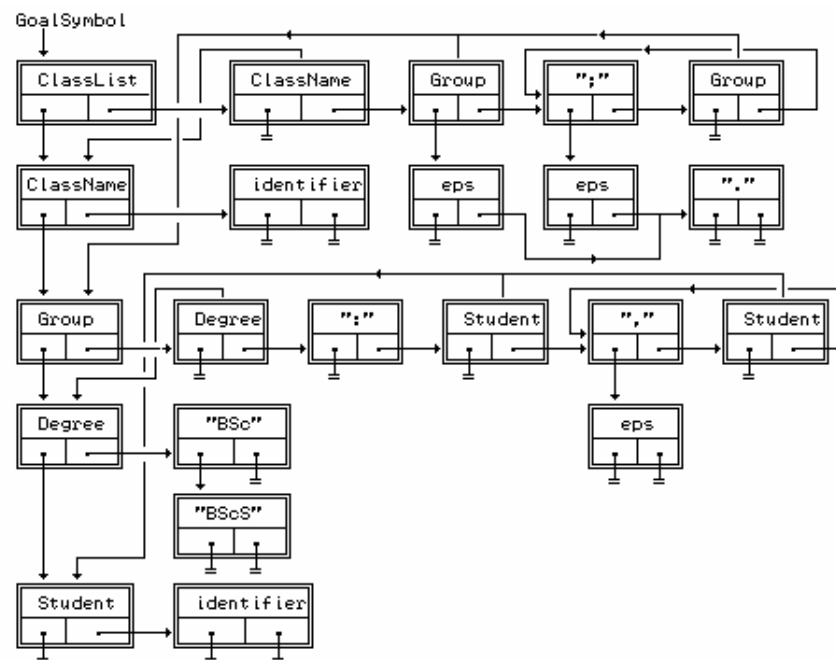 GoalSymbol
ClassList ClassName Group ";" Group
ClassName identifier eps eps "."
Group Degree ":" Student "," Student
Degree "BSc" eps
"BScS"
Student identifier